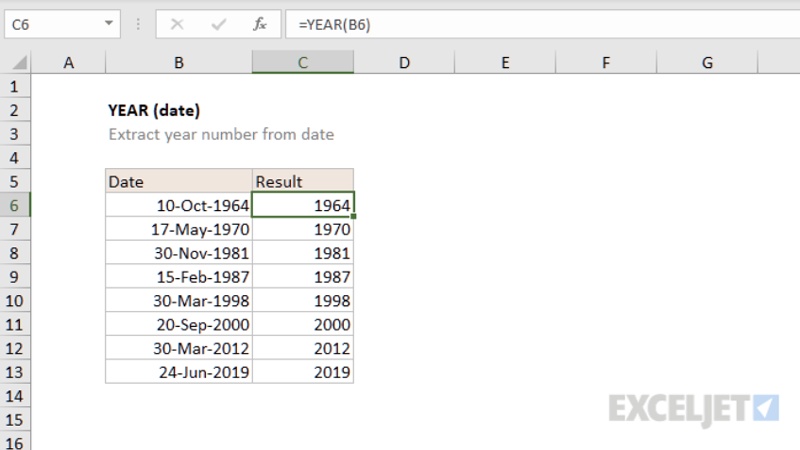 C6 fx =YEAR(B6)
A B C D E F G
1
2 YEAR (date)
3 Extract year number from date
4
5 Date Result
6 10-Oct-1964 1964
7 17-May-1970 1970
8 30-Nov-1981 1981
9 15-Feb-1987 1987
10 30-Mar-1998 1998
11 20-Sep-2000 2000
12 30-Mar-2012 2012
13 24-Jun-2019 2019
14
15
16
EXCELJET